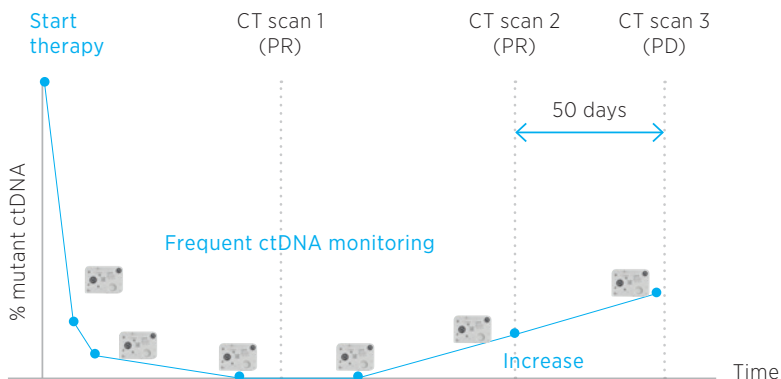 Start
therapy
CT scan 1
(PR)
CT scan 2
(PR)
CT scan 3
(PD)
50 days
% mutant ctDNA
Frequent ctDNA monitoring
Increase
Time